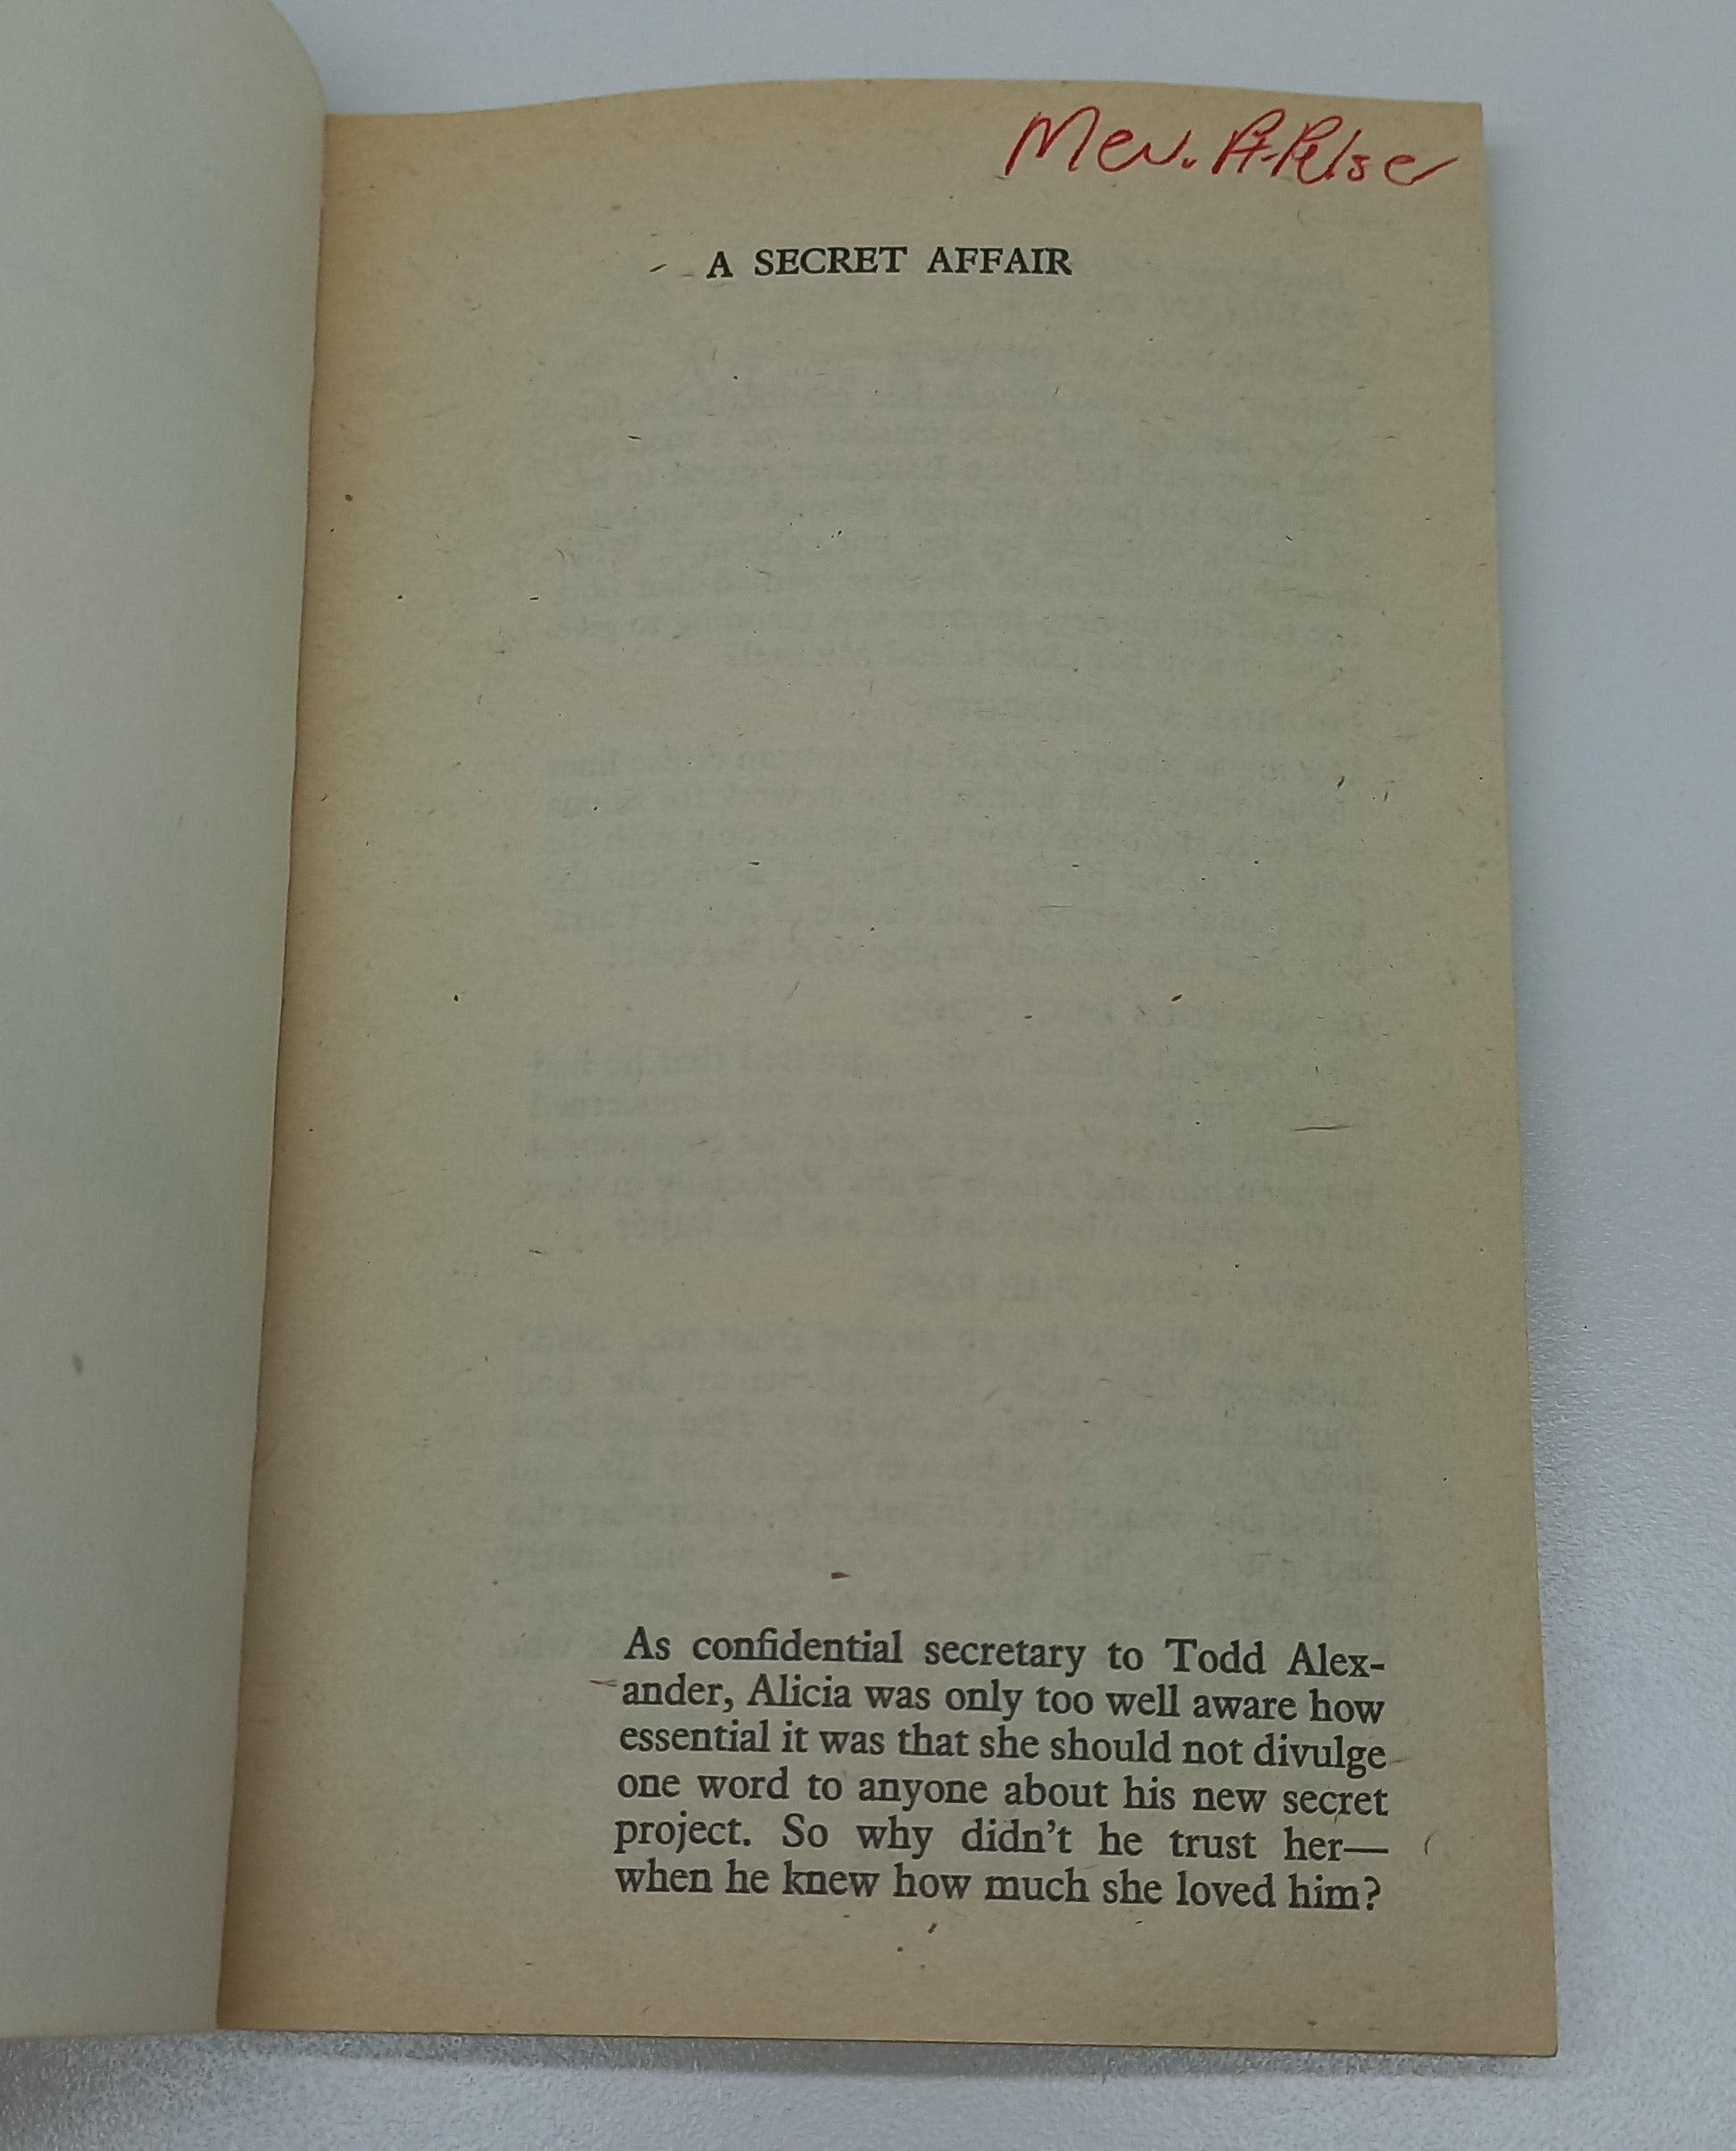 Mev.
A SECRET AFFAIR
As confidential secretary to Todd Alex-
ander, Alicia was only too well aware how
essential it was that she should not divulge
one word to anyone about his new secret
project. So why didn't he trust her—
when he knew how much she loved him?